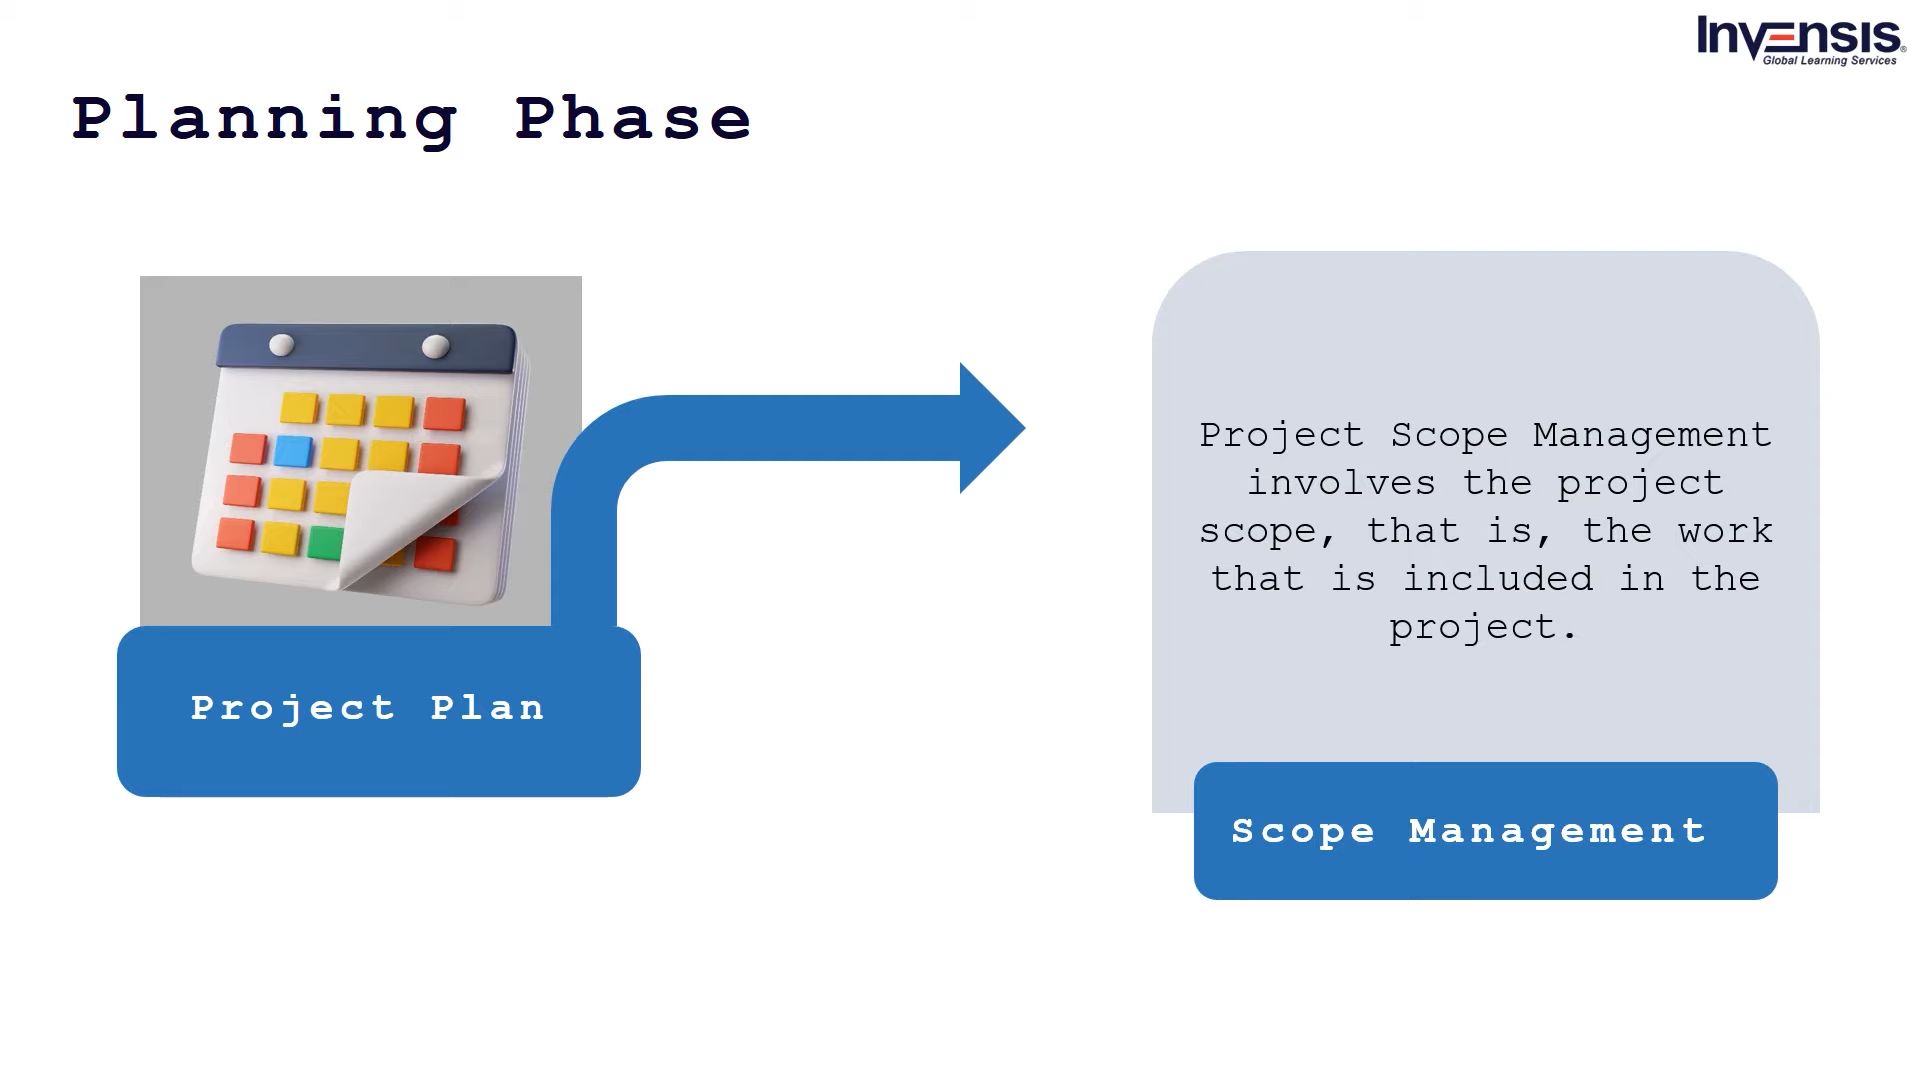 Invensis®
Global Learning Services
Planning Phase
Project Scope Management
involves the project
scope, that is, the work
that is included in the
project.
Project Plan
Scope Management